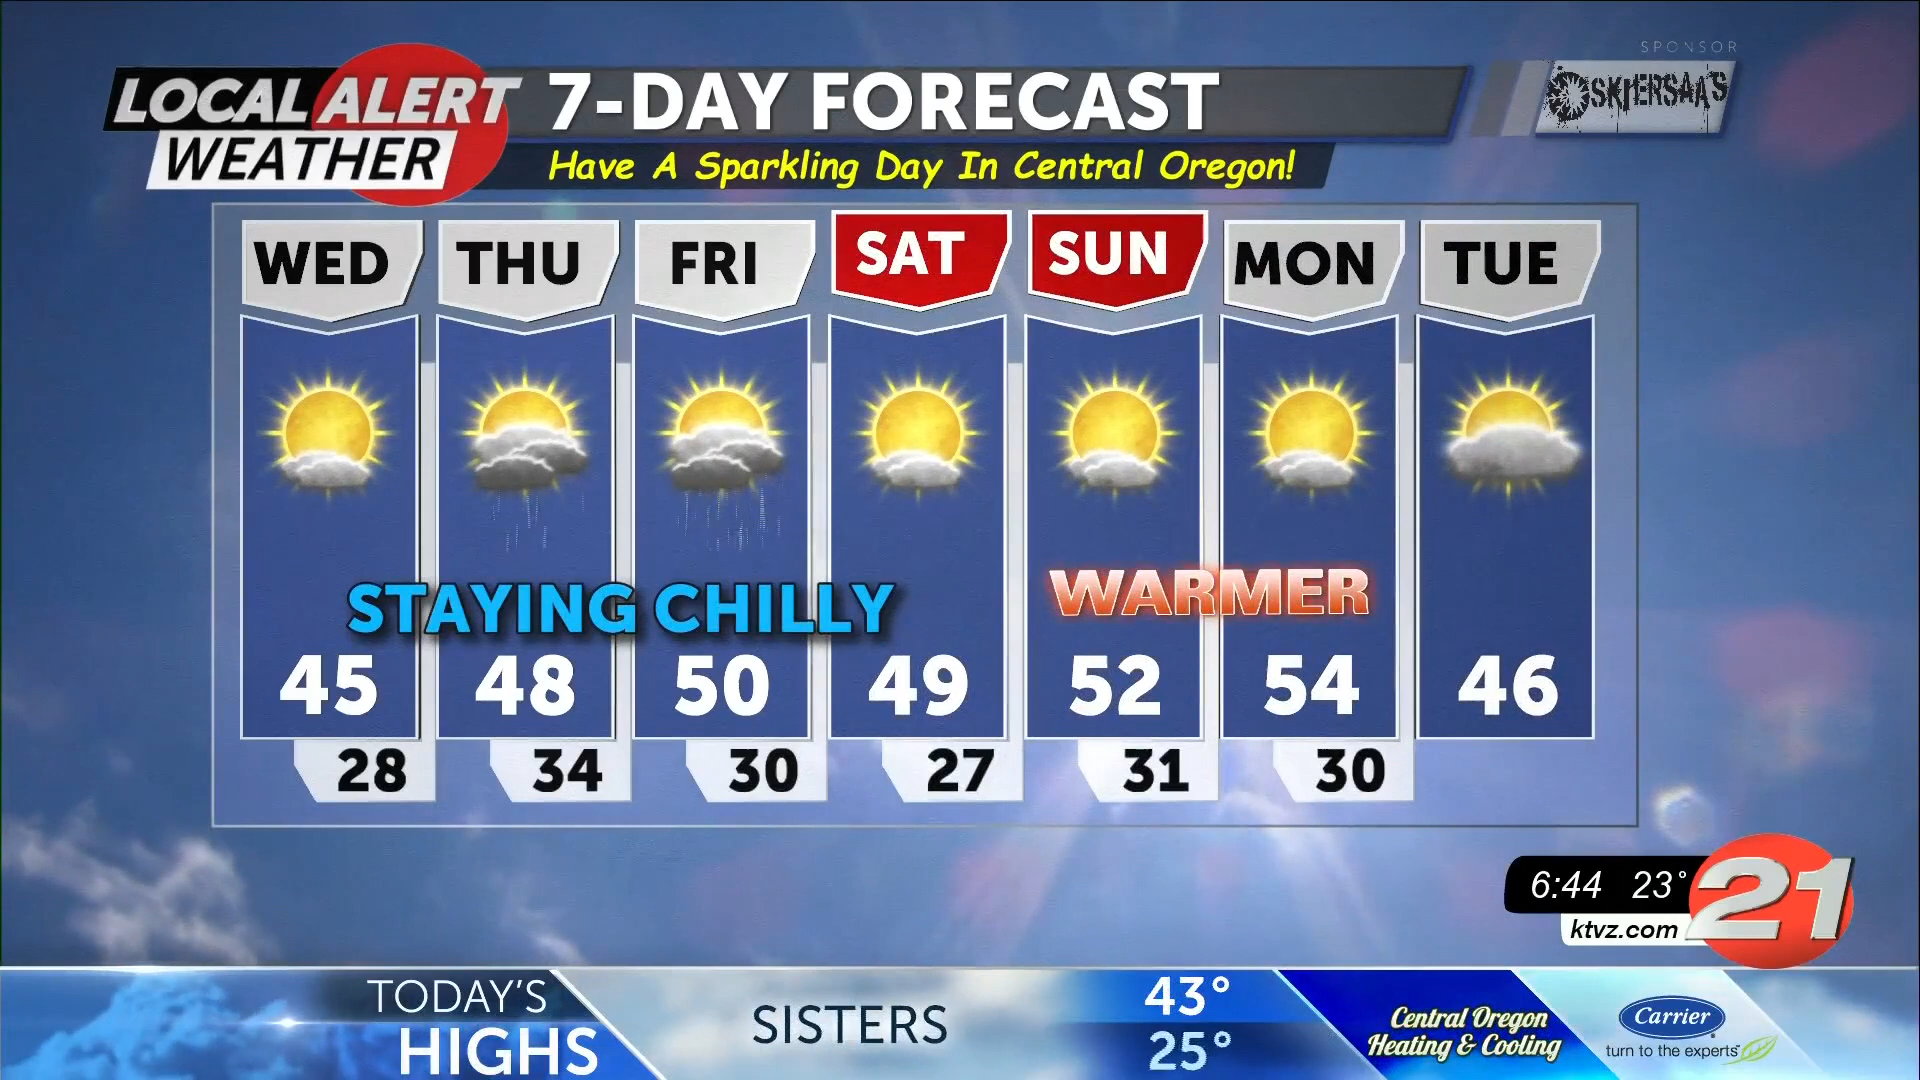 LOCAL ALERT
WEATHER
7-DAY FORECAST
Have A Sparkling Day In Central Oregon!
SPONSOR
SKJERSAA'S
WED THU FRI SAT SUN MON TUE
STAYING CHILLY WARMER
45 48 50 49 52 54 46
28 34 30 27 31 30
6:44 23°
ktvz.com
21
TODAY'S
HIGHS
SISTERS
43°
25°
Central Oregon
Heating & Cooling
Carrier
turn to the experts